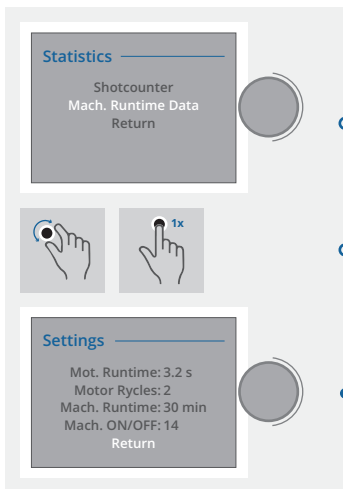 Statistics
Shotcounter
Mach. Runtime Data
Return
1x
Settings
Mot. Runtime: 3.2 s
Motor Rycles: 2
Mach. Runtime: 30 min
Mach. ON/OFF: 14
Return